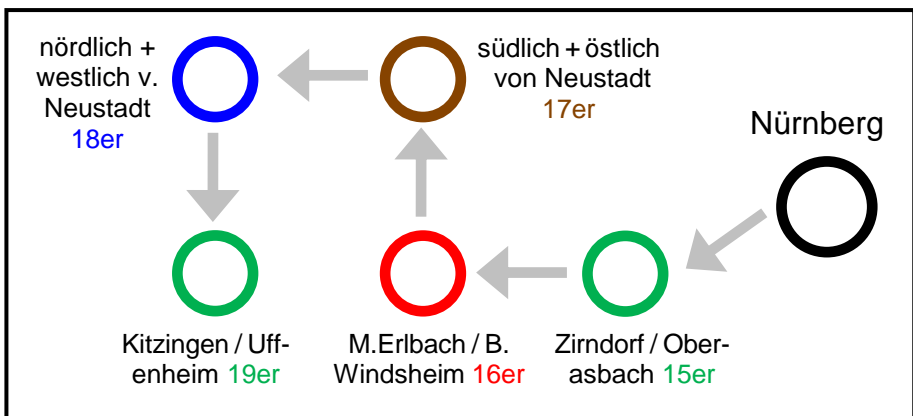 nördlich +
westlich v.
Neustadt
18er
südlich + östlich
von Neustadt
17er
Nürnberg
Kitzingen / Uff-
enheim 19er
M.Erlbach / B.
Windsheim 16er
Zirndorf / Ober-
asbach 15er